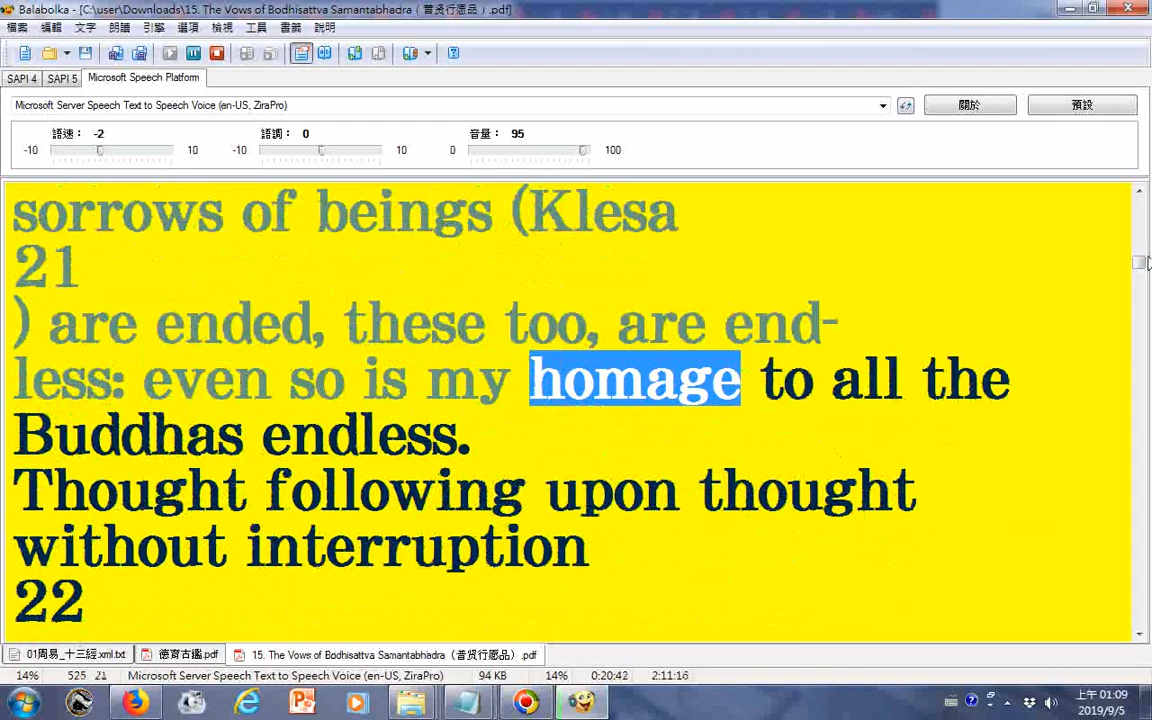 Balabolka - [C:\user\Downloads\15. The Vows of Bodhisattva Samantabhadra (普贤行愿品) .pdf]
檔案 編輯 文字 朗讀 引擎 選項 檢視 工具 書籤 說明
SAPI 4 SAPI 5 Microsoft Speech Platform
Microsoft Server Speech Text to Speech Voice (en-US, ZiraPro) 關於 預設
語速： -2 語調： 0 音量： 95
-10 10 -10 10 0 100
sorrows of beings (Klesa
21
) are ended, these too, are end-
less: even so is my homage to all the
Buddhas endless.
Thought following upon thought
without interruption
22
01周易_十三經.xml.txt 德育古鑑.pdf 15. The Vows of Bodhisattva Samantabhadra（普贤行愿品）.pdf
14% 525 21 Microsoft Server Speech Text to Speech Voice (en-US, ZiraPro) 94 KB 14% 0:20:42 2:11:16
上午 01:09
2019/9/5